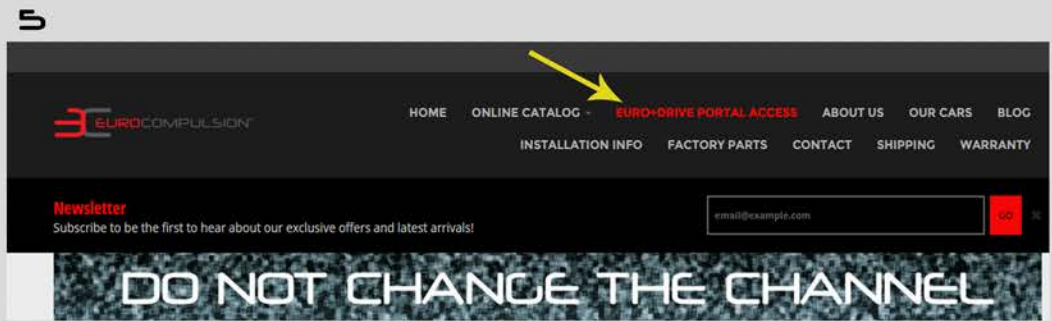 5
EUROCOMPULSION
HOME ONLINE CATALOG EURO+DRIVE PORTAL ACCESS ABOUT US OUR CARS BLOG
INSTALLATION INFO FACTORY PARTS CONTACT SHIPPING WARRANTY
Newsletter
Subscribe to be the first to hear about our exclusive offers and latest arrivals!
email@example.com
GO
DO NOT CHANGE THE CHANNEL